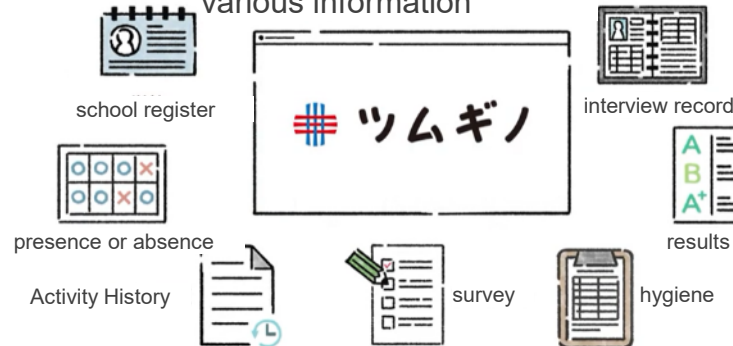 various information
school register
ツムギノ
interview record
A
B
A⁺
presence or absence
results
Activity History
survey
hygiene